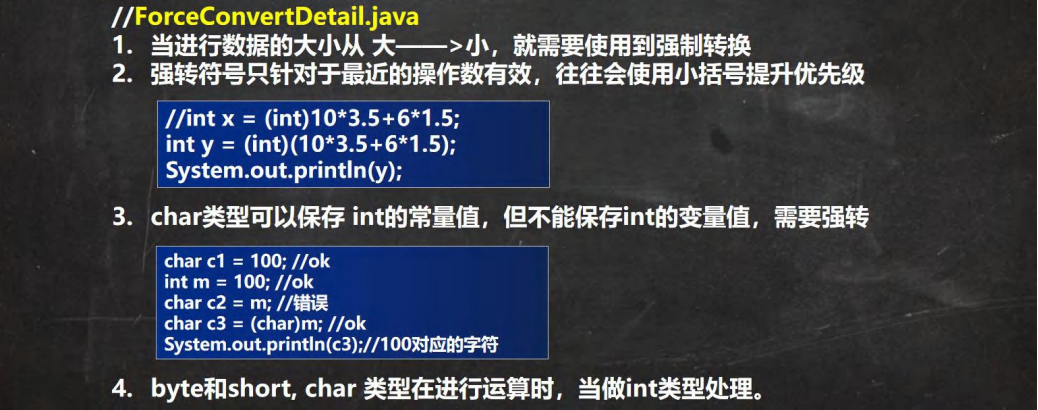 //ForceConvertDetail.java
1. 当进行数据的大小从 大——>小，就需要使用到强制转换
2. 强转符号只针对于最近的操作数有效，往往会使用小括号提升优先级
//int x = (int)10*3.5+6*1.5;
int y = (int)(10*3.5+6*1.5);
System.out.println(y);
3. char类型可以保存 int的常量值，但不能保存int的变量值，需要强转
char c1 = 100; //ok
int m = 100; //ok
char c2 = m; //错误
char c3 = (char)m; //ok
System.out.println(c3);//100对应的字符
4. byte和short, char 类型在进行运算时，当做int类型处理。